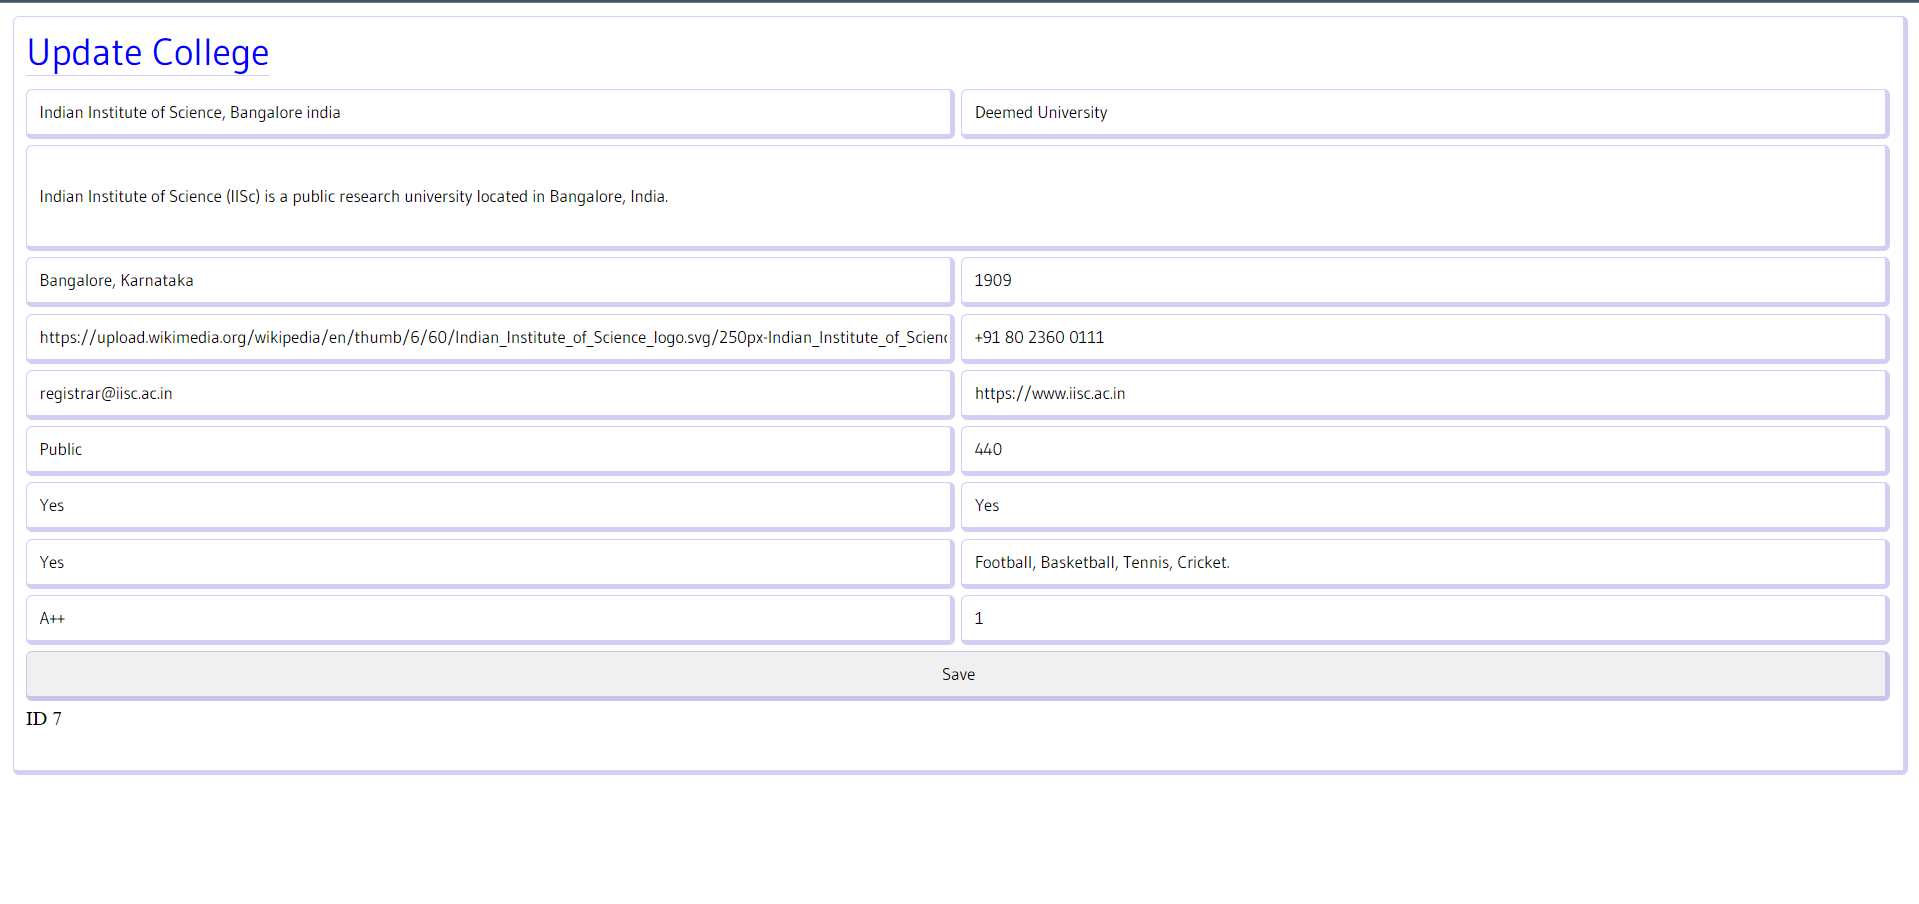 Update College
Indian Institute of Science, Bangalore india
Deemed University
Indian Institute of Science (IISc) is a public research university located in Bangalore, India.
Bangalore, Karnataka
1909
https://upload.wikimedia.org/wikipedia/en/thumb/6/60/Indian_Institute_of_Science_logo.svg/250px-Indian_Institute_of_Scienc
+91 80 2360 0111
registrar@iisc.ac.in
https://www.iisc.ac.in
Public
440
Yes
Yes
Yes
Football, Basketball, Tennis, Cricket.
A++
1
Save
ID 7